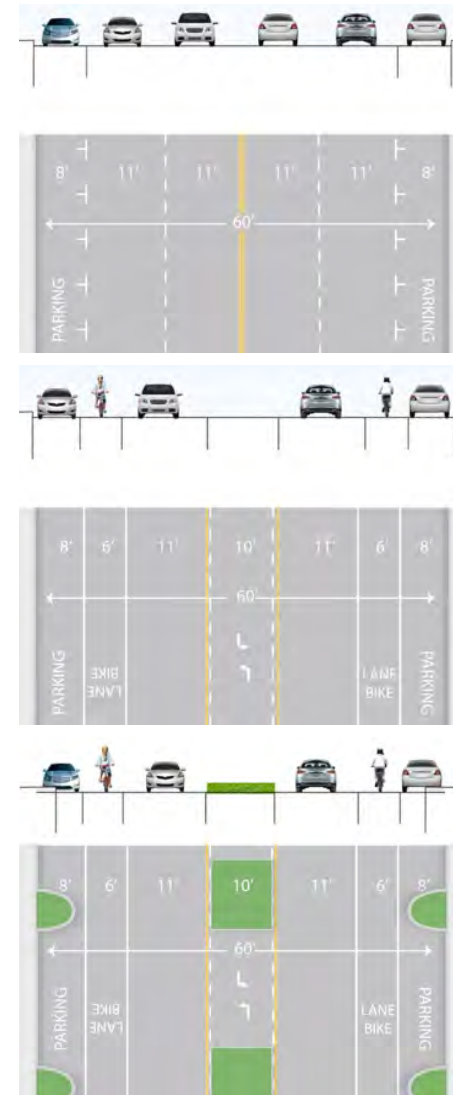 8' 11' 11' 11' 11' 8'
60'
PARKING PARKING
8' 6' 11' 10' 11' 6' 8'
60'
PARKING BIKE LANE LANE BIKE PARKING
8' 6' 11' 10' 11' 6' 8'
60'
PARKING BIKE LANE LANE BIKE PARKING